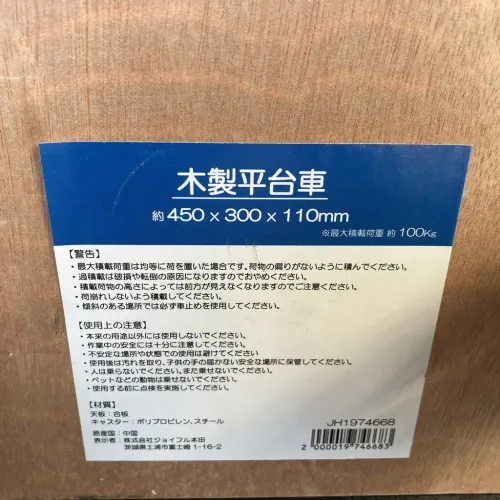 木製平台車
約450×300×110mm
※最大積載荷重 約100Kg
【警告】
・最大積載荷重は均等に荷を置いた場合です。荷物の偏りがないように積んでください。
・過積載は破損や転倒の原因になりますのでおやめください。
・積載荷物の高さによっては前方が見えなくなりますのでご注意ください。
・荷崩れしないよう積載してください。
・傾斜のある場所では必ず車止めを使用してください。
【使用上の注意】
・本来の用途以外には使用しないでください。
・作業中の安全には十分に注意してください。
・不安定な場所や状態での使用は避けてください
・使用後は汚れを取り、子供の手の届かない安全な場所に保管してください。
・人は乗らないでください。また乗せないでください。
・ペットなどの動物は乗せないでください。
・使用する前に点検を実施してください。
【材質】
天板：合板
キャスター：ポリプロピレン、スチール
原産国：中国
表示者：株式会社ジョイフル本田
茨城県土浦市富士崎1-16-2
JH1974668
2 000019 746683